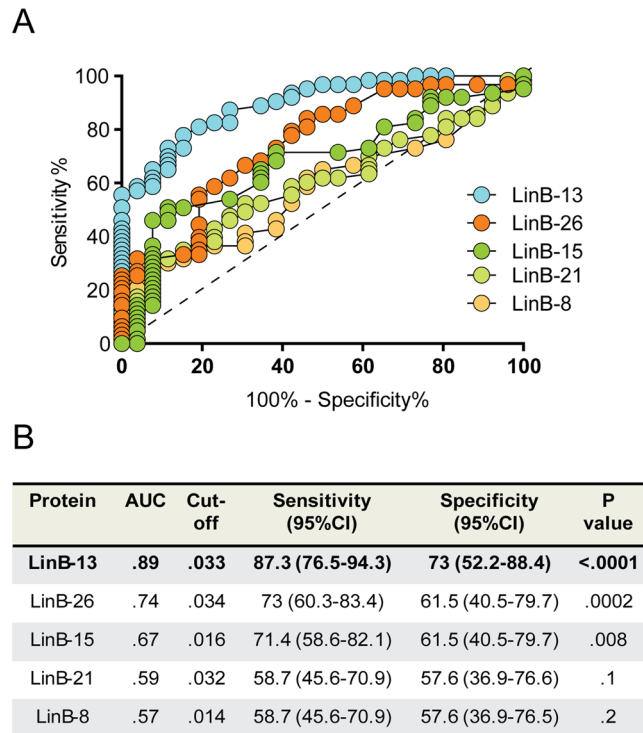 A
Sensitivity %
100
80
60
40
20
0
0 20 40 60 80 100
100% - Specificity%
LinB-13
LinB-26
LinB-15
LinB-21
LinB-8
B
Protein AUC Cut-off Sensitivity (95%CI) Specificity (95%CI) P value
LinB-13 .89 .033 87.3 (76.5-94.3) 73 (52.2-88.4) <.0001
LinB-26 .74 .034 73 (60.3-83.4) 61.5 (40.5-79.7) .0002
LinB-15 .67 .016 71.4 (58.6-82.1) 61.5 (40.5-79.7) .008
LinB-21 .59 .032 58.7 (45.6-70.9) 57.6 (36.9-76.6) .1
LinB-8 .57 .014 58.7 (45.6-70.9) 57.6 (36.9-76.5) .2